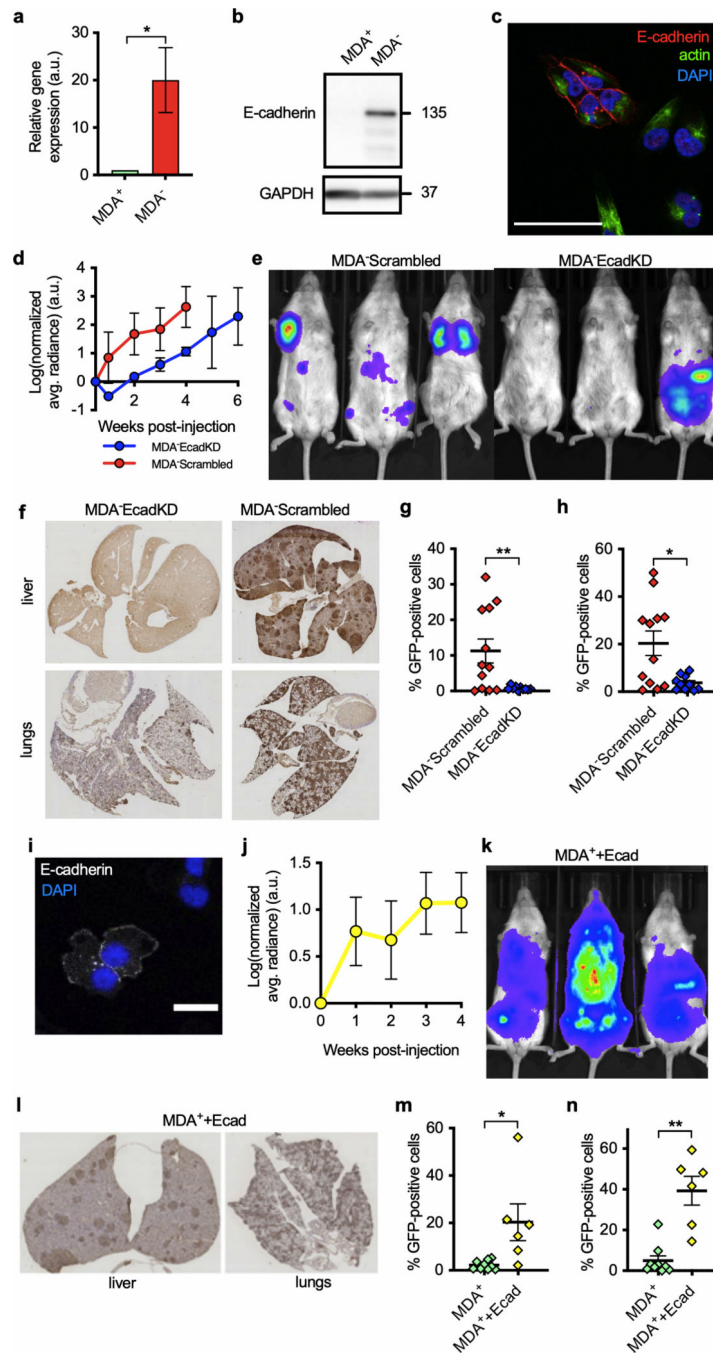 a
*
30
20
10
0
Relative gene
expression (a.u.)
MDA⁺
MDA⁻
b
MDA⁺
MDA⁻
E-cadherin
135
GAPDH
37
c
E-cadherin
actin
DAPI
d
4
3
2
1
0
-1
2
4
6
Log(normalized
avg. radiance) (a.u.)
Weeks post-injection
MDA⁻EcadKD
MDA⁻Scrambled
e
MDA⁻Scrambled
MDA⁻EcadKD
f
MDA⁻EcadKD
MDA⁻Scrambled
liver
lungs
g
% GFP-positive cells
40
30
20
10
0
**
MDA⁻Scrambled
MDA⁻EcadKD
h
% GFP-positive cells
60
40
20
0
*
MDA⁻Scrambled
MDA⁻EcadKD
i
E-cadherin
DAPI
j
Log(normalized
avg. radiance) (a.u.)
1.5
1.0
0.5
0.0
0
1
2
3
4
Weeks post-injection
k
MDA⁺+Ecad
l
MDA⁺+Ecad
liver
lungs
m
% GFP-positive cells
60
40
20
0
*
MDA⁺
MDA⁺+Ecad
n
% GFP-positive cells
60
40
20
0
**
MDA⁺
MDA⁺+Ecad